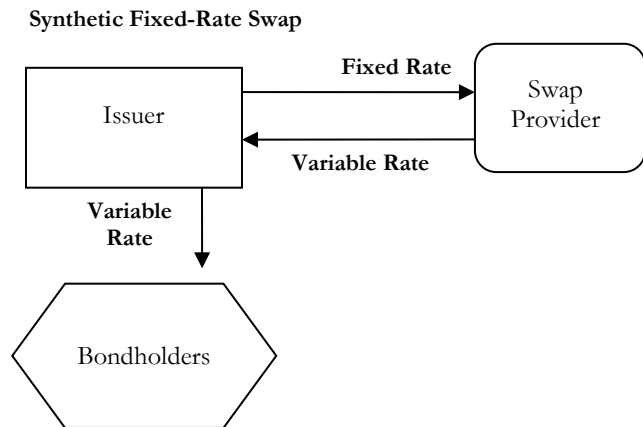 Synthetic Fixed-Rate Swap
Fixed Rate
Issuer
Swap
Provider
Variable Rate
Variable
Rate
Bondholders